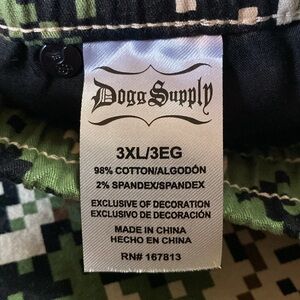 Dogg Supply
3XL/3EG
98% COTTON/ALGODÓN
2% SPANDEX/SPANDEX
EXCLUSIVE OF DECORATION
EXCLUSIVO DE DECORACIÓN
MADE IN CHINA
HECHO EN CHINA
RN# 167813